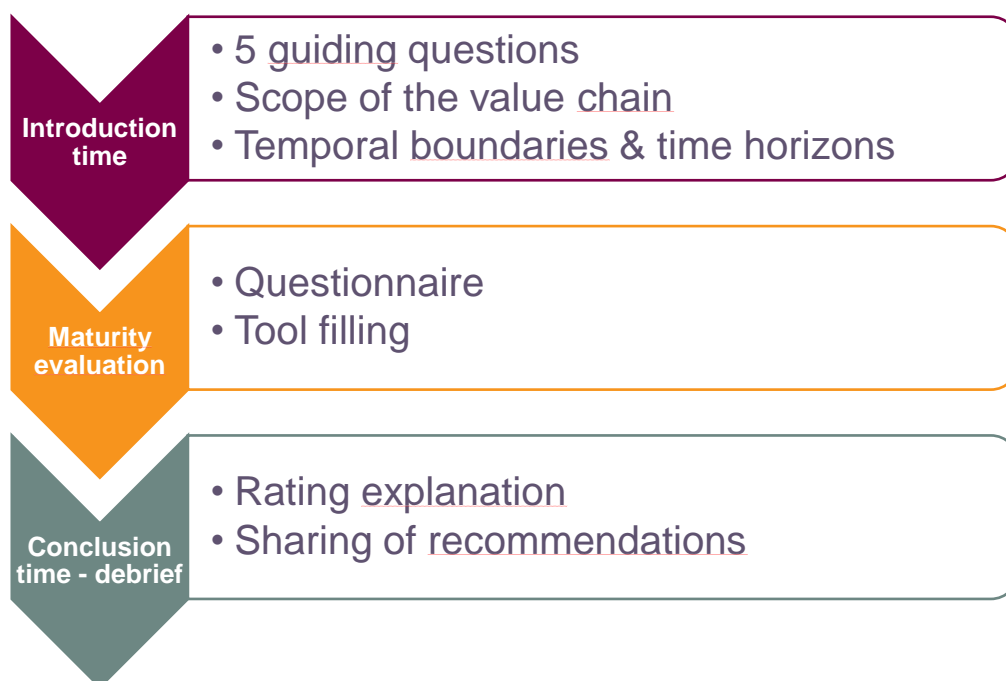 Introduction
time
• 5 guiding questions
• Scope of the value chain
• Temporal boundaries & time horizons
Maturity
evaluation
• Questionnaire
• Tool filling
Conclusion
time - debrief
• Rating explanation
• Sharing of recommendations